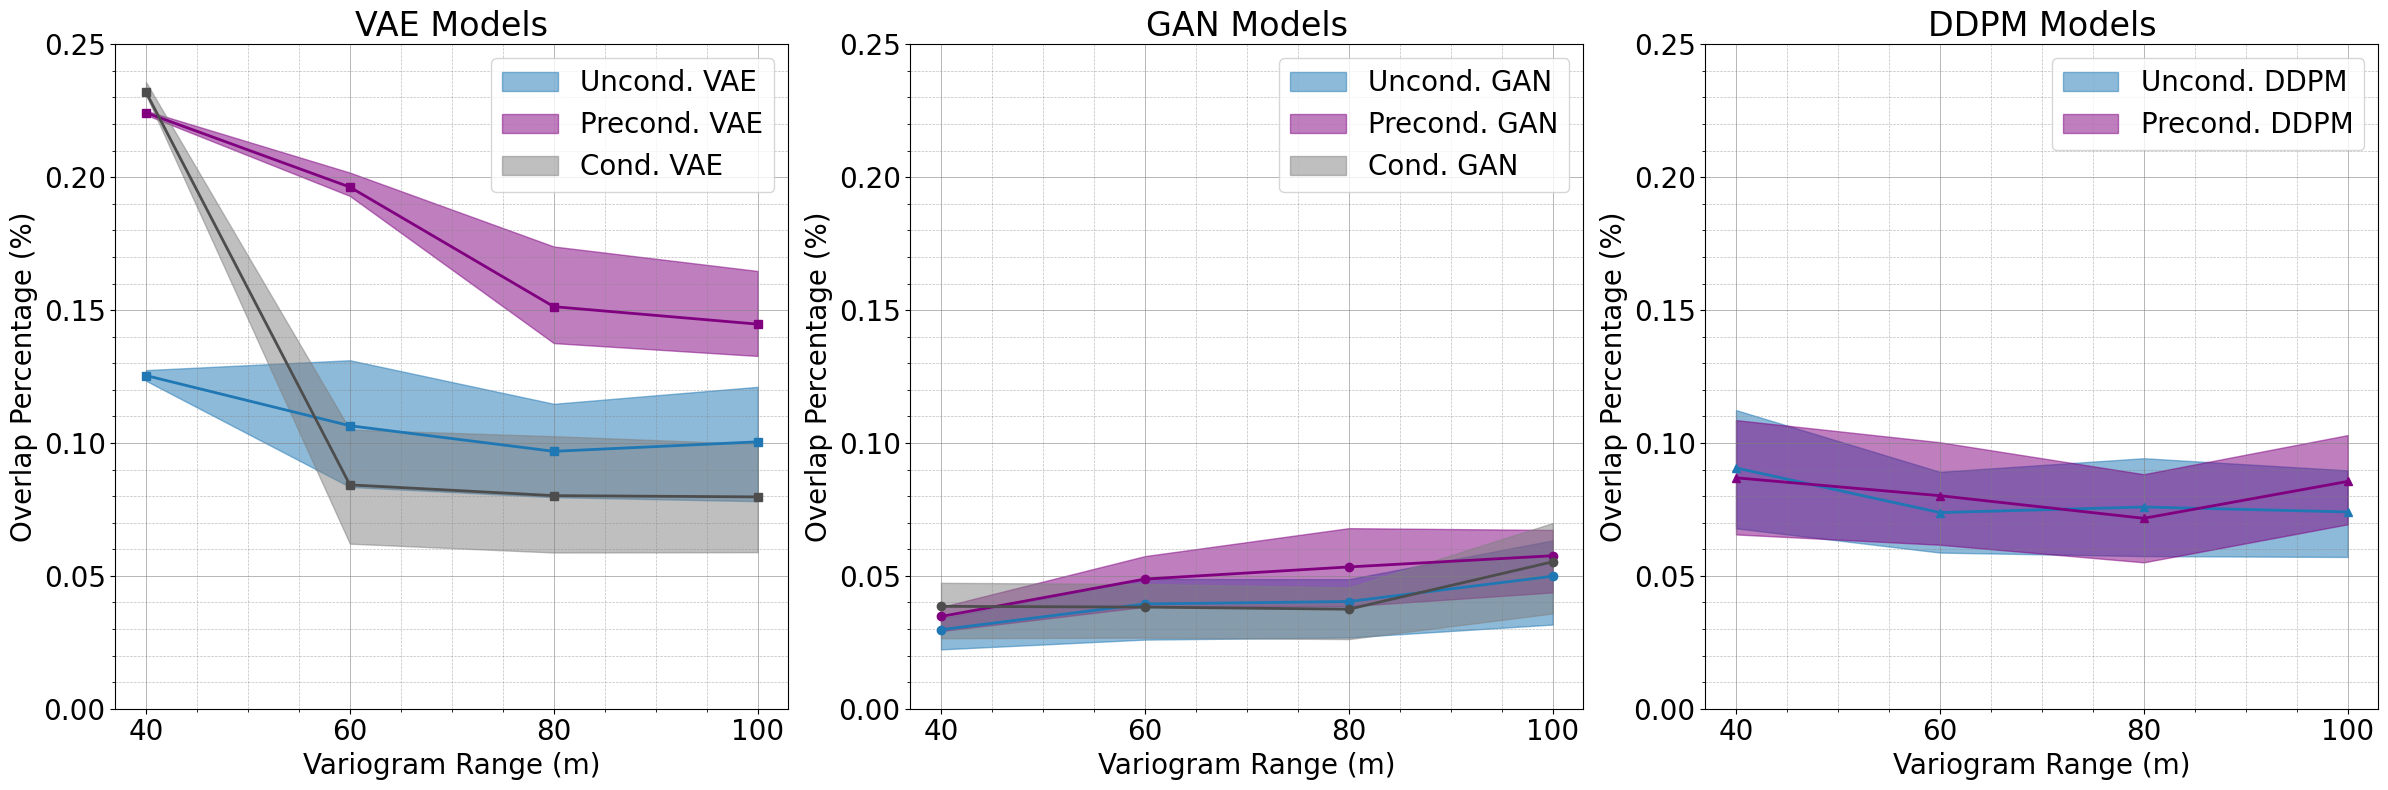 VAE Models
0.25
0.20
0.15
0.10
0.05
0.00
Overlap Percentage (%)
Uncond. VAE
Precond. VAE
Cond. VAE
40 60 80 100
Variogram Range (m)
GAN Models
0.25
0.20
0.15
0.10
0.05
0.00
Overlap Percentage (%)
Uncond. GAN
Precond. GAN
Cond. GAN
40 60 80 100
Variogram Range (m)
DDPM Models
0.25
0.20
0.15
0.10
0.05
0.00
Overlap Percentage (%)
Uncond. DDPM
Precond. DDPM
40 60 80 100
Variogram Range (m)